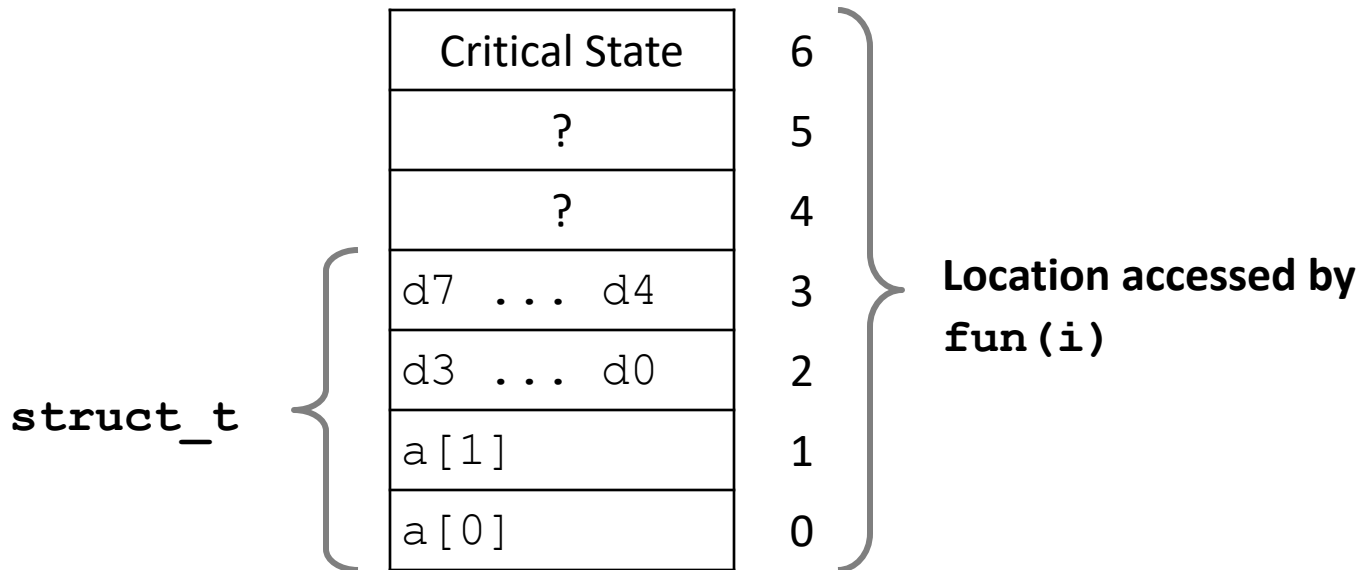 Critical State 6
? 5
? 4
d7 ... d4 3
Location accessed by
fun(i)
d3 ... d0 2
struct_t
a[1] 1
a[0] 0